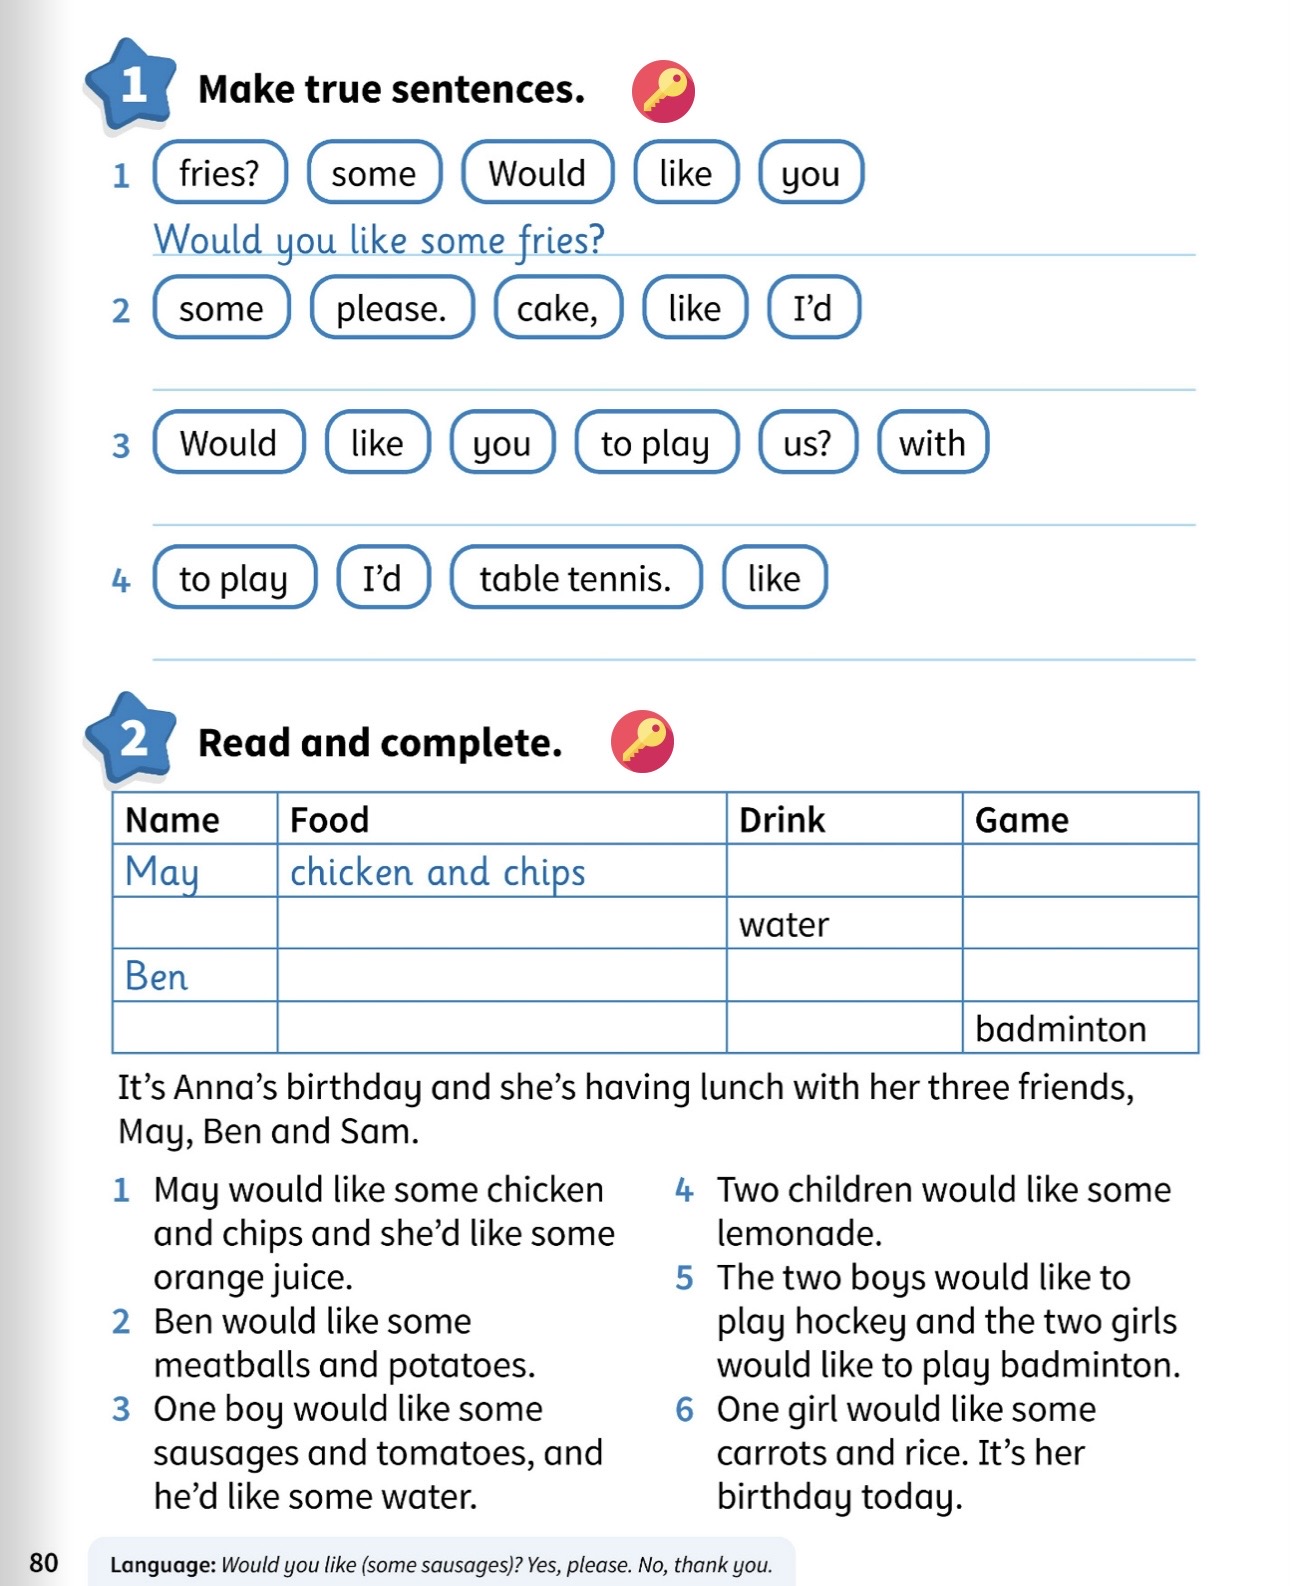 1 Make true sentences.
1 fries? some Would like you
Would you like some fries?
2 some please. cake, like I'd
3 Would like you to play us? with
4 to play I'd table tennis. like
2 Read and complete.
Name Food Drink Game
May chicken and chips
water
Ben
badminton
It's Anna's birthday and she's having lunch with her three friends,
May, Ben and Sam.
1 May would like some chicken
and chips and she'd like some
orange juice.
2 Ben would like some
meatballs and potatoes.
3 One boy would like some
sausages and tomatoes, and
he'd like some water.
4 Two children would like some
lemonade.
5 The two boys would like to
play hockey and the two girls
would like to play badminton.
6 One girl would like some
carrots and rice. It's her
birthday today.
80 Language: Would you like (some sausages)? Yes, please. No, thank you.